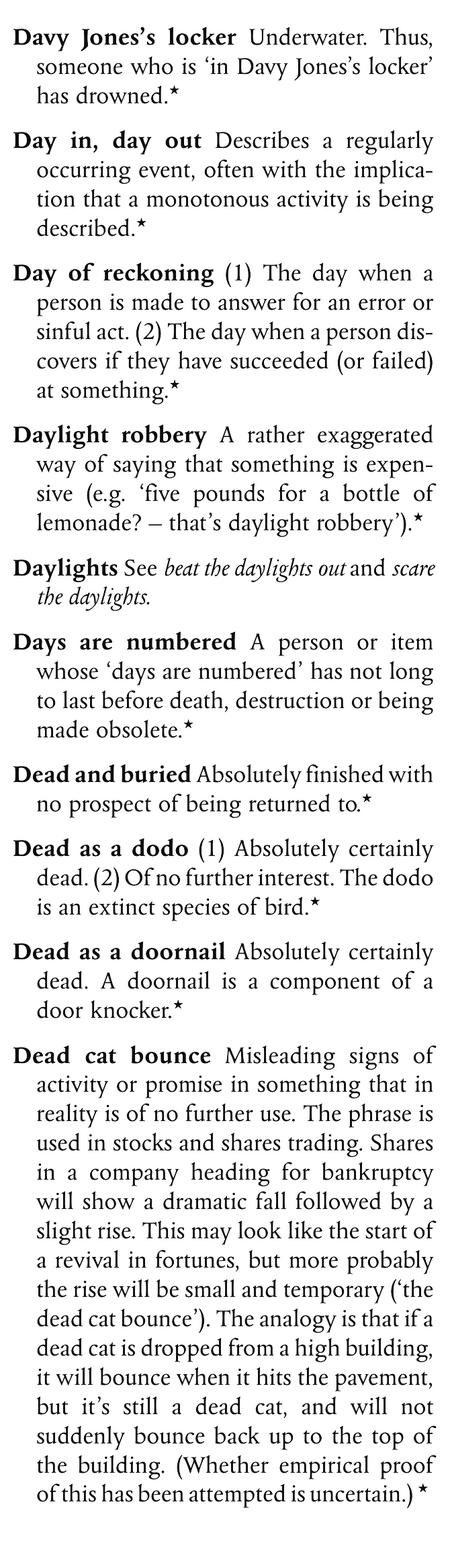 Davy Jones’s locker Underwater. Thus,
someone who is ‘in Davy Jones’s locker’
has drowned.★
Day in, day out Describes a regularly
occurring event, often with the implica-
tion that a monotonous activity is being
described.★
Day of reckoning (1) The day when a
person is made to answer for an error or
sinful act. (2) The day when a person dis-
covers if they have succeeded (or failed)
at something.★
Daylight robbery A rather exaggerated
way of saying that something is expen-
sive (e.g. ‘five pounds for a bottle of
lemonade? – that’s daylight robbery’).★
Daylights See beat the daylights out and scare
the daylights.
Days are numbered A person or item
whose ‘days are numbered’ has not long
to last before death, destruction or being
made obsolete.★
Dead and buried Absolutely finished with
no prospect of being returned to.★
Dead as a dodo (1) Absolutely certainly
dead. (2) Of no further interest. The dodo
is an extinct species of bird.★
Dead as a doornail Absolutely certainly
dead. A doornail is a component of a
door knocker.★
Dead cat bounce Misleading signs of
activity or promise in something that in
reality is of no further use. The phrase is
used in stocks and shares trading. Shares
in a company heading for bankruptcy
will show a dramatic fall followed by a
slight rise. This may look like the start of
a revival in fortunes, but more probably
the rise will be small and temporary (‘the
dead cat bounce’). The analogy is that if a
dead cat is dropped from a high building,
it will bounce when it hits the pavement,
but it’s still a dead cat, and will not
suddenly bounce back up to the top of
the building. (Whether empirical proof
of this has been attempted is uncertain.) ★